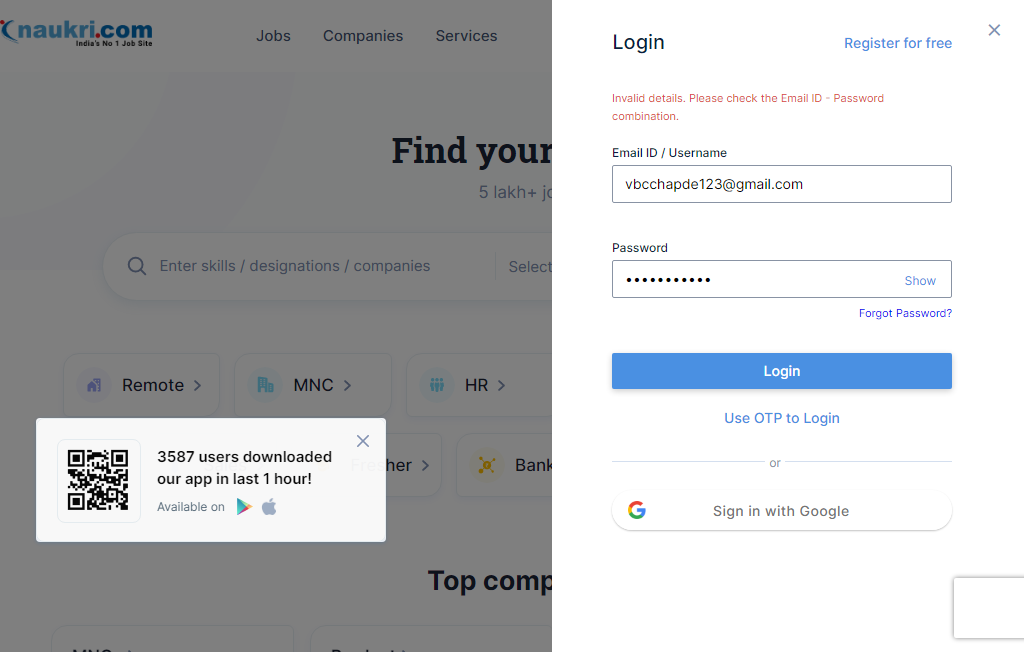 naukri.com
India's No 1 Job Site
Jobs
Companies
Services
Find your
5 lakh+
Enter skills / designations / companies
Select
Remote
MNC
HR
3587 users downloaded
our app in last 1 hour!
Available on
Bank
Top comp
MNC
Login
Register for free
Invalid details. Please check the Email ID - Password
combination.
Email ID / Username
vbcchapde123@gmail.com
Password
•••••••••••
Show
Forgot Password?
Login
Use OTP to Login
or
Sign in with Google